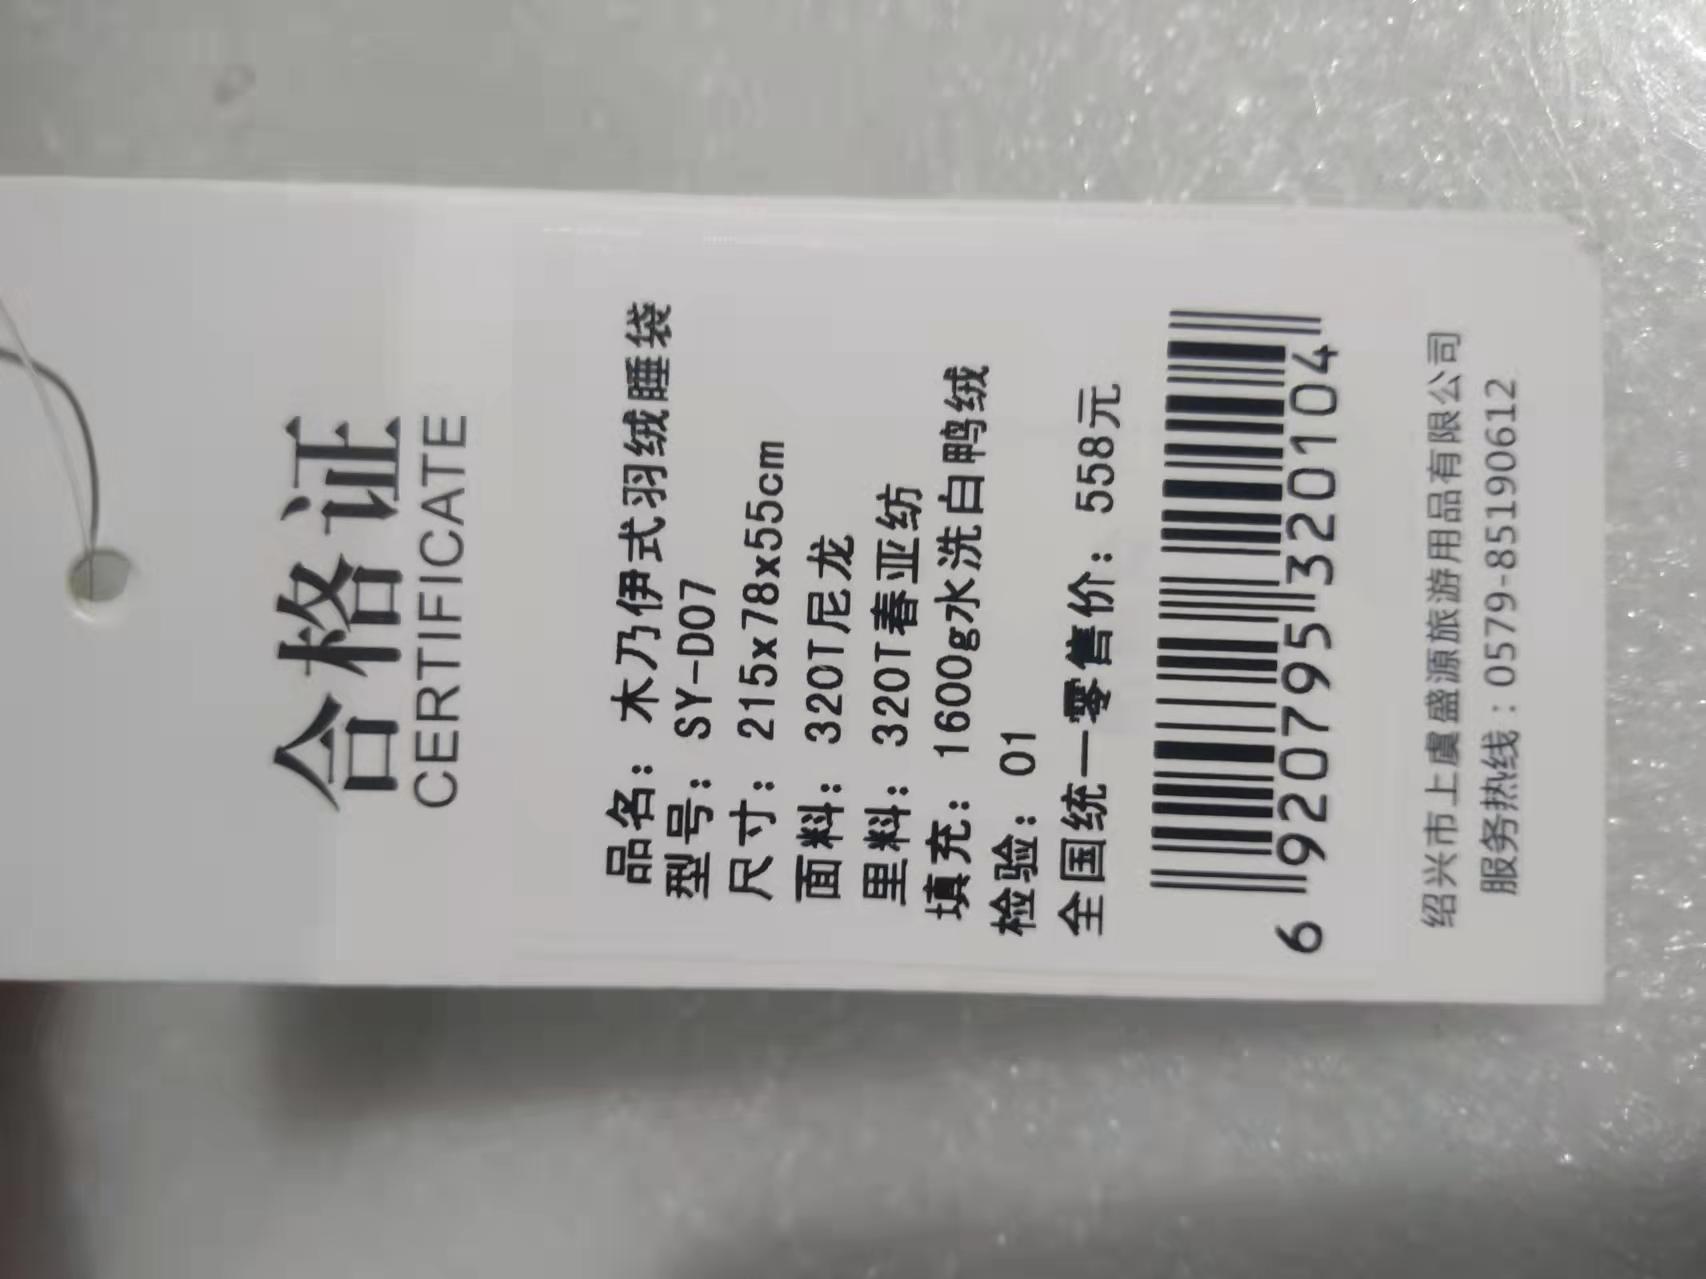 合格证
CERTIFICATE
品名：木乃伊式羽绒睡袋
型号：SY-D07
尺寸：215x78x55cm
面料：320T尼龙
里料：320T春亚纺
填充：1600g水洗白鸭绒
检验：01
全国统一零售价：558元
6920795320104
绍兴市上虞盛源旅游用品有限公司
服务热线：0579-85190612